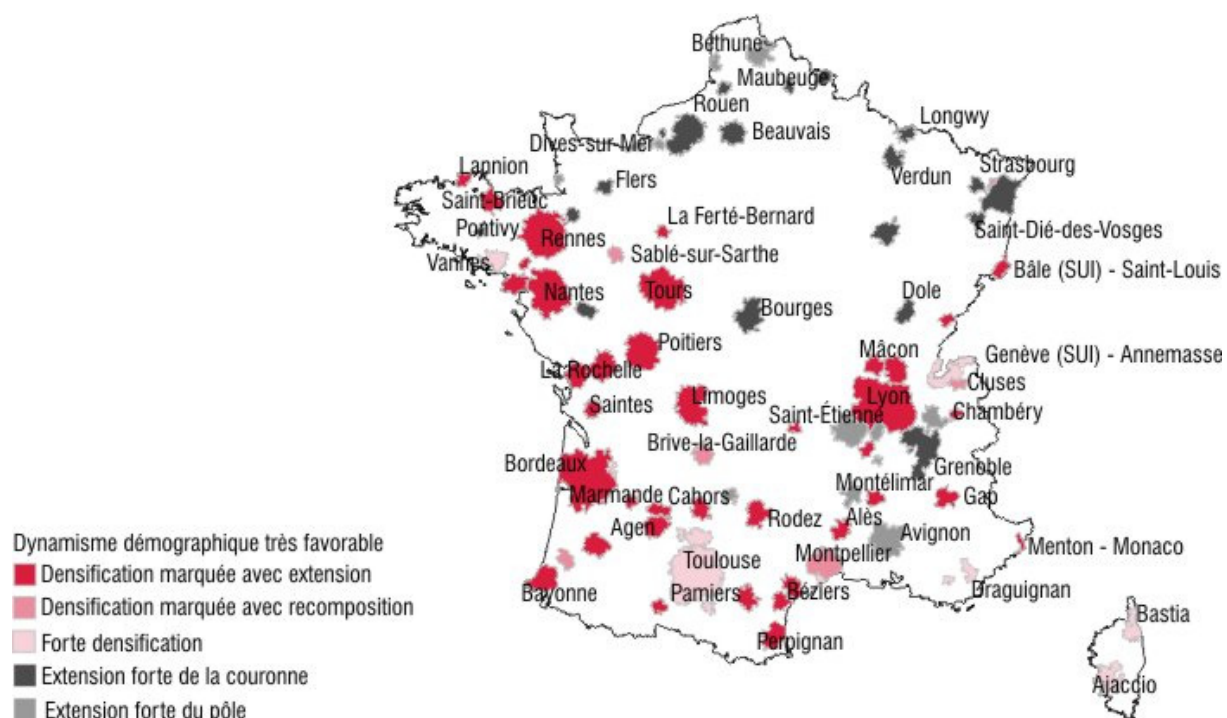 Béthune
Maubeuge
Rouen
Beauvais
Longwy
Dives-sur-Mer
Strasbourg
Lannion
Flers
Verdun
Saint-Brieuc
La Ferté-Bernard
Pontivy
Rennes
Saint-Dié-des-Vosges
Vannes
Sablé-sur-Sarthe
Bâle (SUI) - Saint-Louis
Nantes
Tours
Bourges
Dole
Poitiers
Mâcon
Genève (SUI) - Annemasse
La Rochelle
Cluses
Limoges
Lyon
Saintes
Saint-Étienne
Chambéry
Brive-la-Gaillarde
Bordeaux
Grenoble
Montélimar
Marmande
Cahors
Gap
Agen
Rodez
Alès
Avignon
Menton - Monaco
Dynamisme démographique très favorable
Toulouse
Montpellier
Densification marquée avec extension
Bayonne
Pamiers
Béziers
Draguignan
Densification marquée avec recomposition
Bastia
Forte densification
Perpignan
Extension forte de la couronne
Ajaccio
Extension forte du pôle